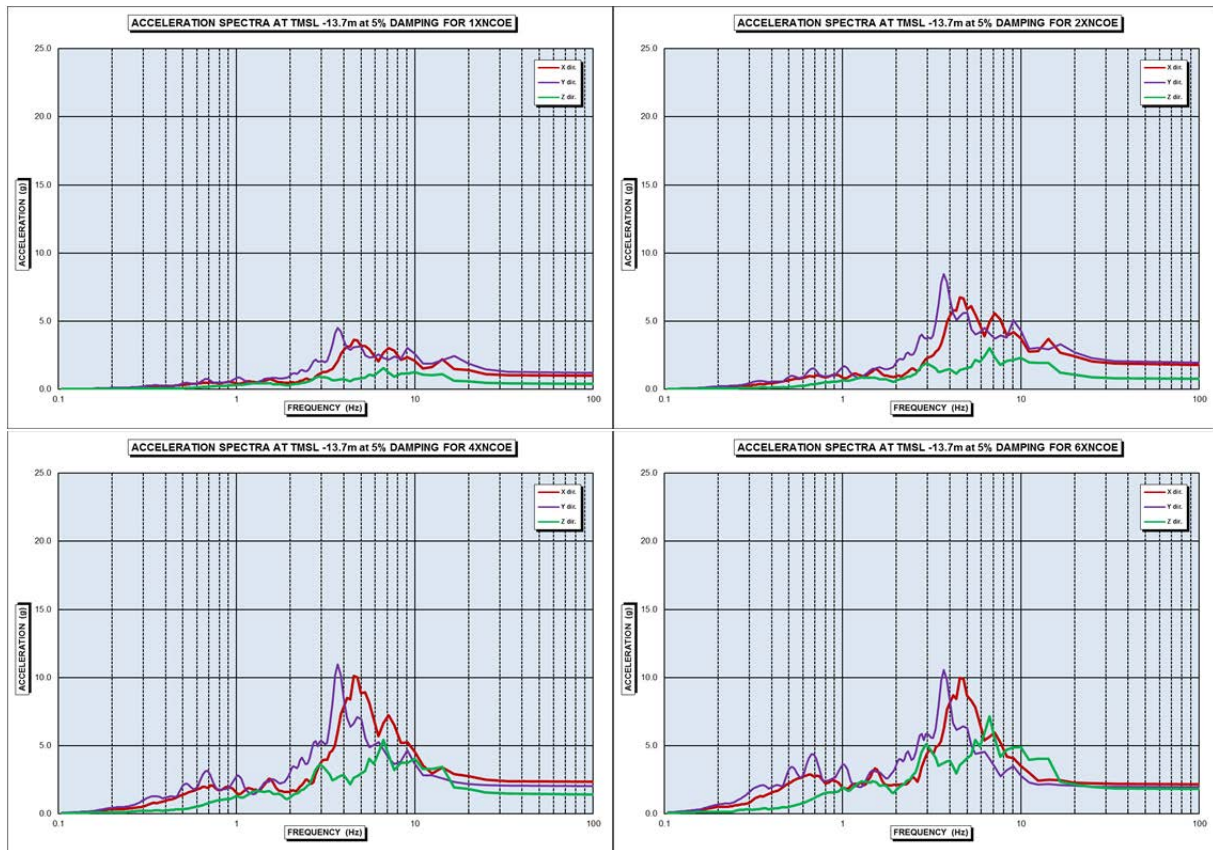 ACCELERATION SPECTRA AT TMSL -13.7m at 5% DAMPING FOR 1XNCOE
25.0
20.0
15.0
10.0
5.0
0.0
ACCELERATION (g)
X dir.
Y dir.
Z dir.
0.1 1 10 100
FREQUENCY (Hz)
ACCELERATION SPECTRA AT TMSL -13.7m at 5% DAMPING FOR 2XNCOE
25.0
20.0
15.0
10.0
5.0
0.0
ACCELERATION (g)
X dir.
Y dir.
Z dir.
0.1 1 10 100
FREQUENCY (Hz)
ACCELERATION SPECTRA AT TMSL -13.7m at 5% DAMPING FOR 4XNCOE
25.0
20.0
15.0
10.0
5.0
0.0
ACCELERATION (g)
X dir.
Y dir.
Z dir.
0.1 1 10 100
FREQUENCY (Hz)
ACCELERATION SPECTRA AT TMSL -13.7m at 5% DAMPING FOR 6XNCOE
25.0
20.0
15.0
10.0
5.0
0.0
ACCELERATION (g)
X dir.
Y dir.
Z dir.
0.1 1 10 100
FREQUENCY (Hz)